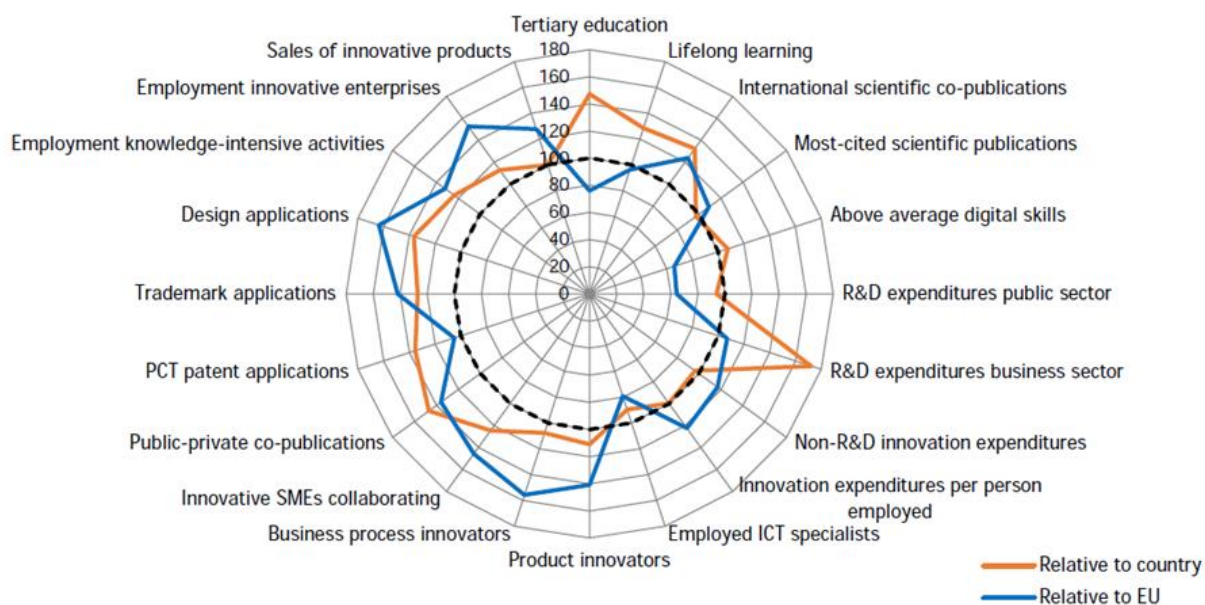 Tertiary education
Sales of innovative products
180
Lifelong learning
Employment innovative enterprises
160
International scientific co-publications
140
Employment knowledge-intensive activities
120
Most-cited scientific publications
100
80
Design applications
60
Above average digital skills
40
20
Trademark applications
0
R&D expenditures public sector
PCT patent applications
R&D expenditures business sector
Public-private co-publications
Non-R&D innovation expenditures
Innovative SMEs collaborating
Innovation expenditures per person
employed
Business process innovators
Employed ICT specialists
Product innovators
Relative to country
Relative to EU